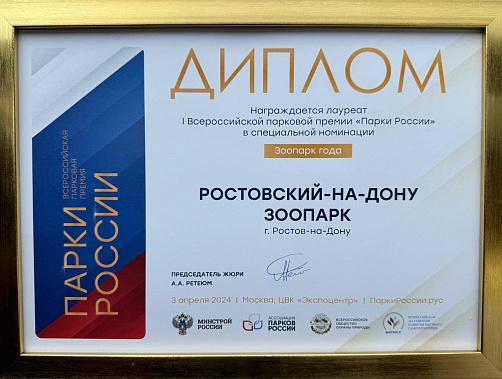 ДИПЛОМ
Награждается лауреат
I Всероссийской парковой премии «Парки России»
в специальной номинации
Зоопарк года
РОСТОВСКИЙ-НА-ДОНУ
ЗООПАРК
г. Ростов-на-Дону
ПАРКИ
РОССИИ
ВСЕРОССИЙСКАЯ
ПАРКОВАЯ
ПРЕМИЯ
ПРЕДСЕДАТЕЛЬ ЖЮРИ
А.А. РЕТЕЮМ
3 апреля 2024 | Москва, ЦВК «Экспоцентр» | ПаркиРоссии.рус
МИНСТРОЙ
РОССИИ
АССОЦИАЦИЯ
ПАРКОВ
РОССИИ
ВСЕРОССИЙСКОЕ
ОБЩЕСТВО
ОХРАНЫ ПРИРОДЫ